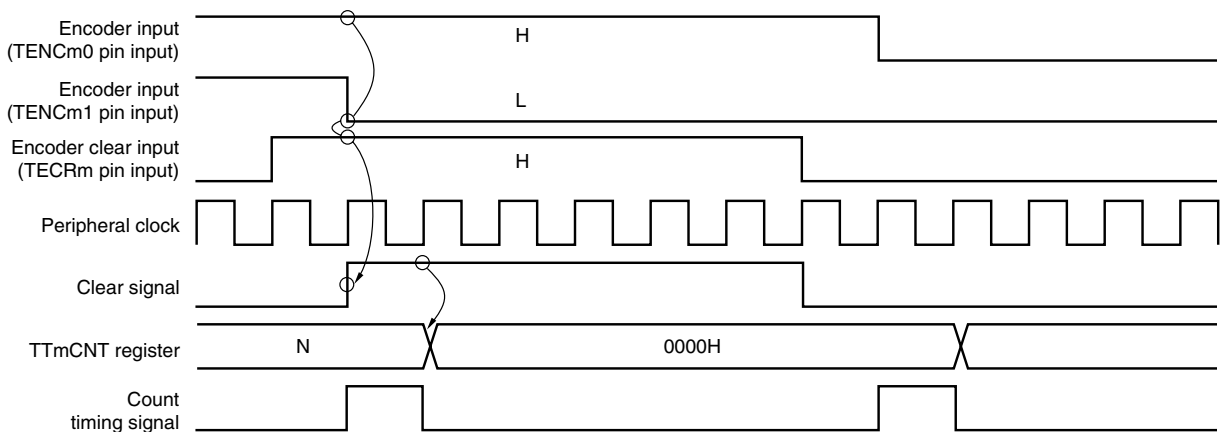 Encoder input
(TENCm0 pin input)
H
Encoder input
(TENCm1 pin input)
L
Encoder clear input
(TECRm pin input)
H
Peripheral clock
Clear signal
TTmCNT register
N
0000H
Count
timing signal